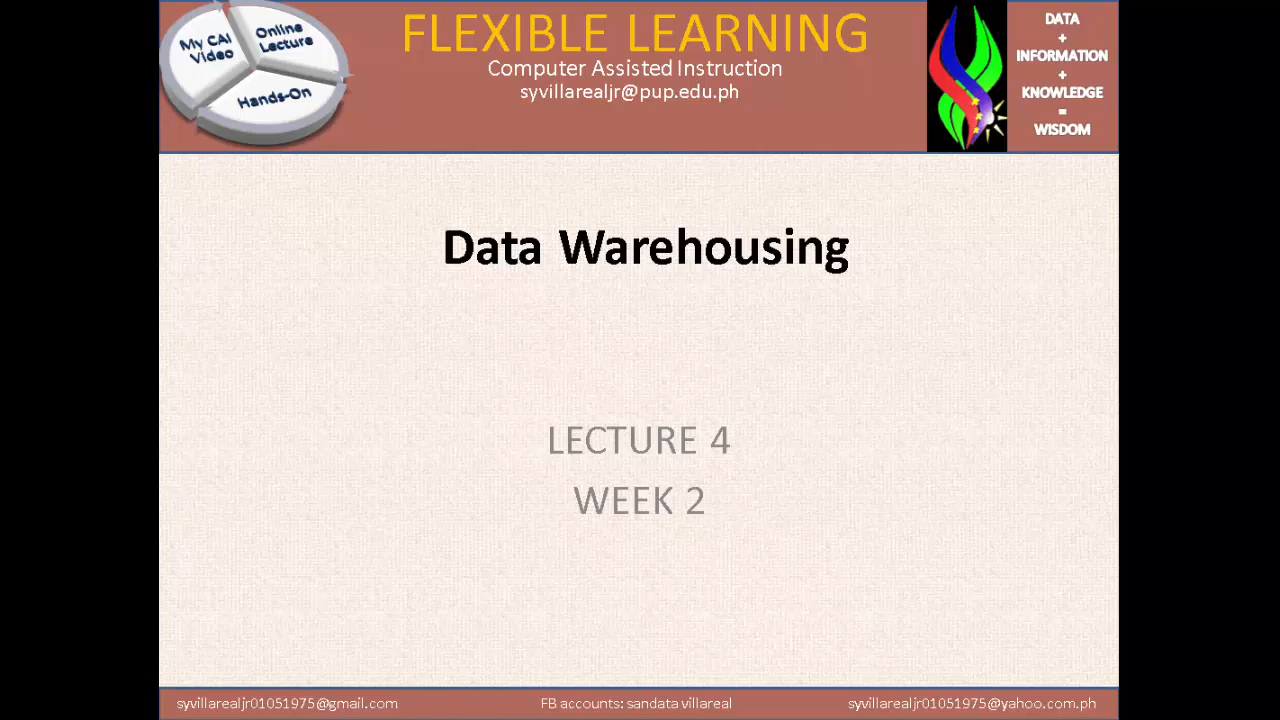 My CAI
Video
Online
Lecture
Hands-On
FLEXIBLE LEARNING
Computer Assisted Instruction
syvillarealjr@pup.edu.ph
DATA
+
INFORMATION
+
KNOWLEDGE
=
WISDOM
Data Warehousing
LECTURE 4
WEEK 2
syvillarealjr01051975@gmail.com
FB accounts: sandata villareal
syvillarealjr01051975@yahoo.com.ph